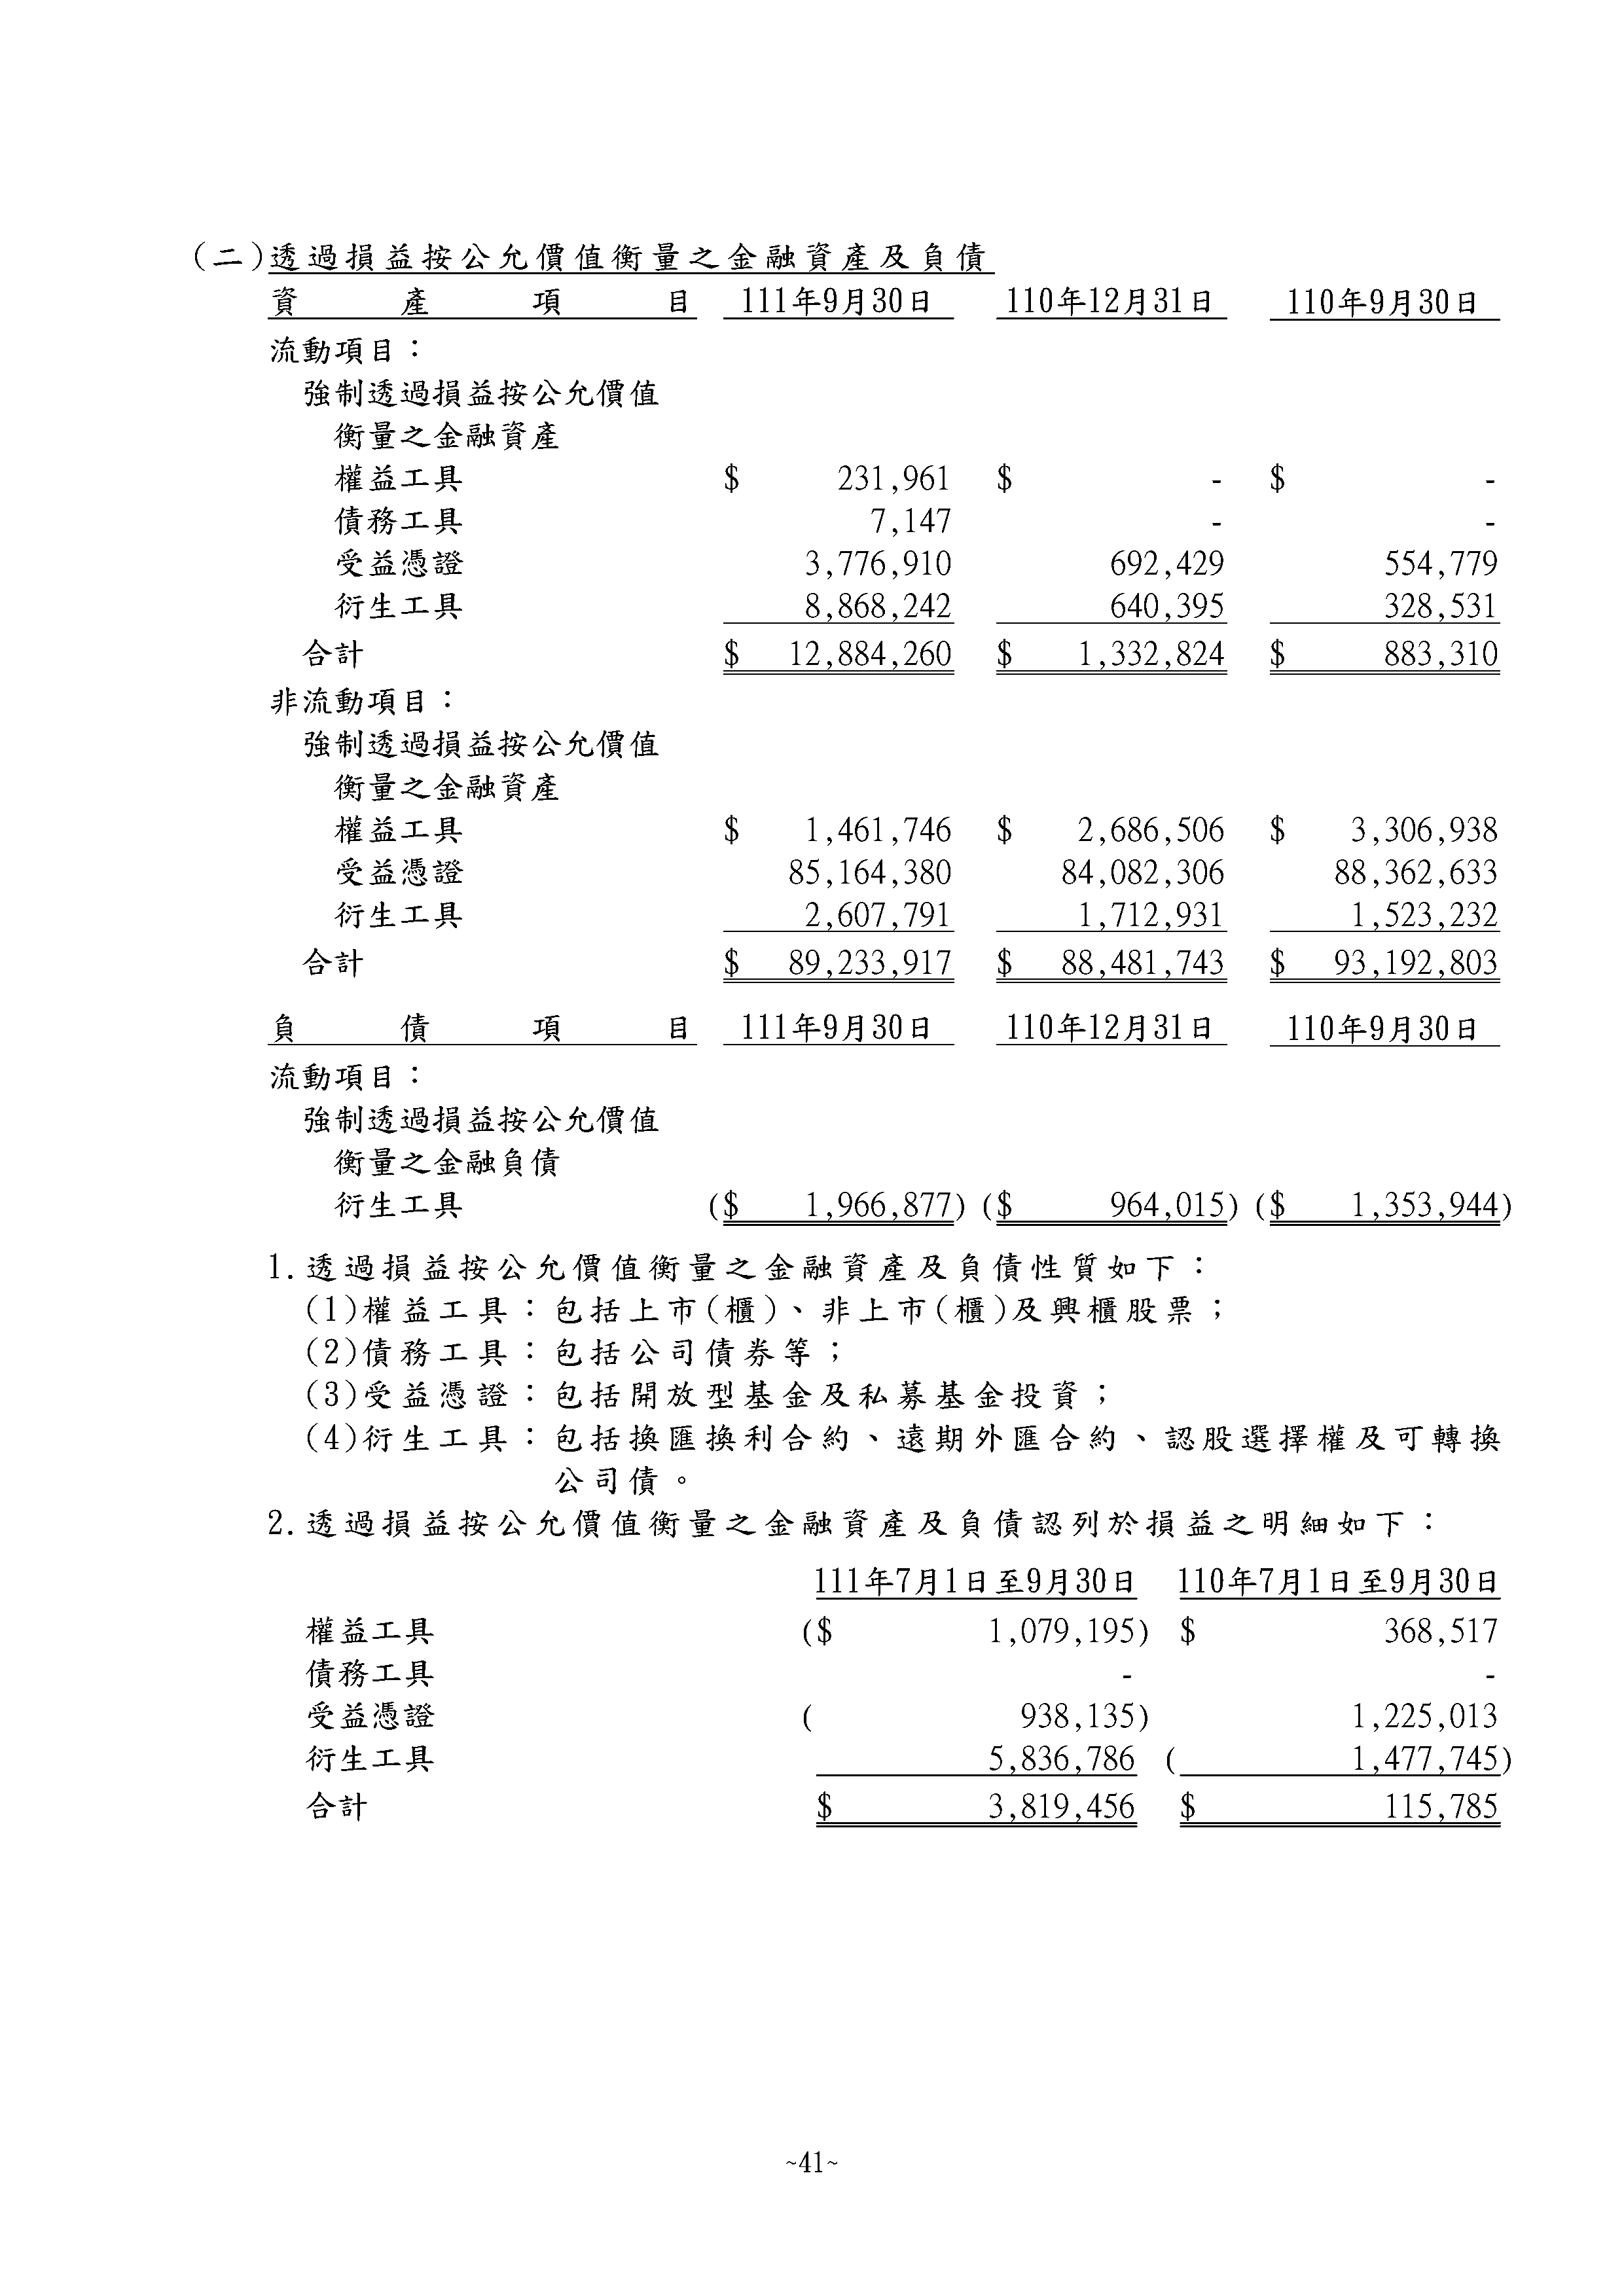 (二)透過損益按公允價值衡量之金融資產及負債
資產項目 111年9月30日 110年12月31日 110年9月30日
流動項目：
強制透過損益按公允價值
衡量之金融資產
權益工具 $ 231,961 $ - $ -
債務工具 7,147 - -
受益憑證 3,776,910 692,429 554,779
衍生工具 8,868,242 640,395 328,531
合計 $ 12,884,260 $ 1,332,824 $ 883,310
非流動項目：
強制透過損益按公允價值
衡量之金融資產
權益工具 $ 1,461,746 $ 2,686,506 $ 3,306,938
受益憑證 85,164,380 84,082,306 88,362,633
衍生工具 2,607,791 1,712,931 1,523,232
合計 $ 89,233,917 $ 88,481,743 $ 93,192,803
負債項目 111年9月30日 110年12月31日 110年9月30日
流動項目：
強制透過損益按公允價值
衡量之金融負債
衍生工具 ($ 1,966,877) ($ 964,015) ($ 1,353,944)
1.透過損益按公允價值衡量之金融資產及負債性質如下：
(1)權益工具：包括上市(櫃)、非上市(櫃)及興櫃股票；
(2)債務工具：包括公司債券等；
(3)受益憑證：包括開放型基金及私募基金投資；
(4)衍生工具：包括換匯換利合約、遠期外匯合約、認股選擇權及可轉換
公司債。
2.透過損益按公允價值衡量之金融資產及負債認列於損益之明細如下：
111年7月1日至9月30日 110年7月1日至9月30日
權益工具 ($ 1,079,195) $ 368,517
債務工具 - -
受益憑證 ( 938,135) 1,225,013
衍生工具 5,836,786 ( 1,477,745)
合計 $ 3,819,456 $ 115,785
~41~